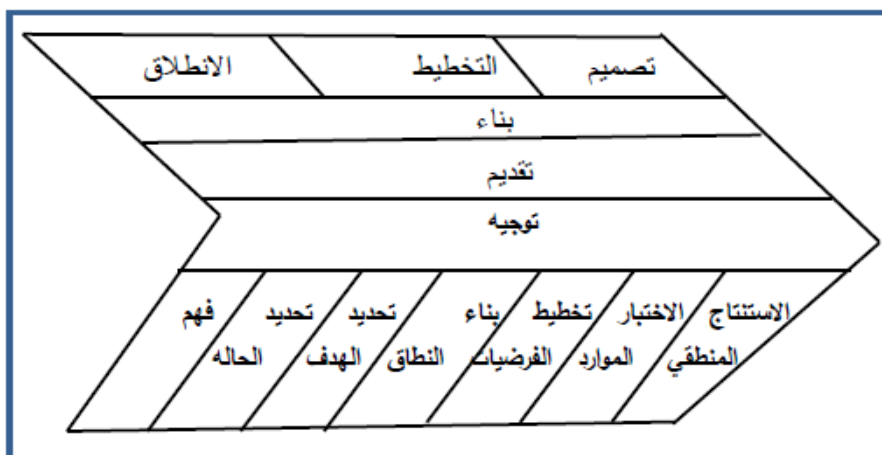 تصميم التخطيط الانطلاق
بناء
تقديم
توجيه
الاستنتاج الاختبار تخطيط بناء تحديد تحديد فهم
المنطقي الموارد الفرضيات النطاق الهدف الحاله